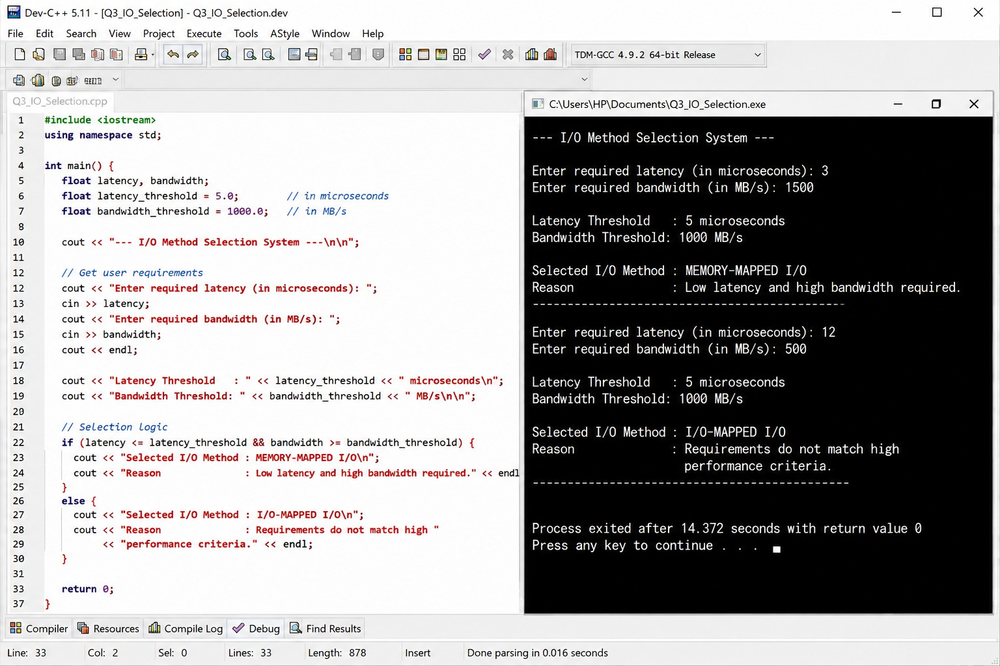 Dev-C++ 5.11 - [Q3_IO_Selection] - Q3_IO_Selection.dev
File Edit Search View Project Execute Tools AStyle Window Help
TDM-GCC 4.9.2 64-bit Release
Q3_IO_Selection.cpp
1 #include <iostream>
2 using namespace std;
3
4 int main() {
5 float latency, bandwidth;
6 float latency_threshold = 5.0; // in microseconds
7 float bandwidth_threshold = 1000.0; // in MB/s
8
10 cout << "--- I/O Method Selection System ---\n\n";
11
12 // Get user requirements
12 cout << "Enter required latency (in microseconds): ";
13 cin >> latency;
14 cout << "Enter required bandwidth (in MB/s): ";
15 cin >> bandwidth;
16 cout << endl;
17
18 cout << "Latency Threshold   : " << latency_threshold << " microseconds\n";
19 cout << "Bandwidth Threshold: " << bandwidth_threshold << " MB/s\n\n";
29
21 // Selection logic
22 if (latency <= latency_threshold && bandwidth >= bandwidth_threshold) {
23 cout << "Selected I/O Method : MEMORY-MAPPED I/O\n";
24 cout << "Reason              : Low latency and high bandwidth required." << endl
25 }
26 else {
27 cout << "Selected I/O Method : I/O-MAPPED I/O\n";
28 cout << "Reason              : Requirements do not match high "
29 << "performance criteria." << endl;
30 }
31
33 return 0;
37 }
C:\Users\HP\Documents\Q3_IO_Selection.exe
--- I/O Method Selection System ---
Enter required latency (in microseconds): 3
Enter required bandwidth (in MB/s): 1500
Latency Threshold   : 5 microseconds
Bandwidth Threshold: 1000 MB/s
Selected I/O Method : MEMORY-MAPPED I/O
Reason              : Low latency and high bandwidth required.
---------------------------------------------
Enter required latency (in microseconds): 12
Enter required bandwidth (in MB/s): 500
Latency Threshold   : 5 microseconds
Bandwidth Threshold: 1000 MB/s
Selected I/O Method : I/O-MAPPED I/O
Reason              : Requirements do not match high
performance criteria.
---------------------------------------------
Process exited after 14.372 seconds with return value 0
Press any key to continue . . .
Compiler Resources Compile Log Debug Find Results
Line: 33 Col: 2 Sel: 0 Lines: 33 Length: 878 Insert Done parsing in 0.016 seconds